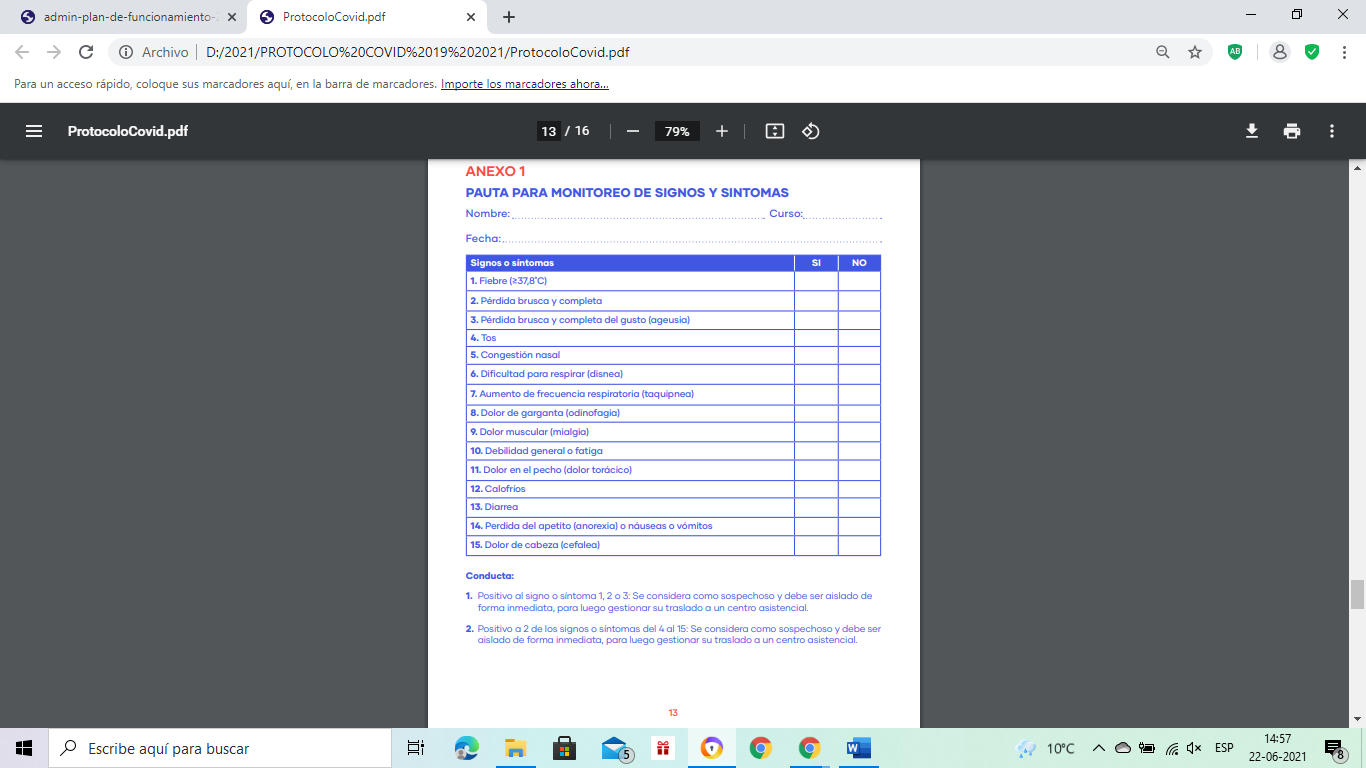 admin-plan-de-funcionamiento-2
ProtocoloCovid.pdf
Archivo D:/2021/PROTOCOLO%20COVID%2019%202021/ProtocoloCovid.pdf
AB
Para un acceso rápido, coloque sus marcadores aquí, en la barra de marcadores. Importe los marcadores ahora...
ProtocoloCovid.pdf
13 / 16
79%
ANEXO 1
PAUTA PARA MONITOREO DE SIGNOS Y SINTOMAS
Nombre: Curso:
Fecha:
Signos o síntomas SI NO
1. Fiebre (≥37,8°C)
2. Pérdida brusca y completa
3. Pérdida brusca y completa del gusto (ageusia)
4. Tos
5. Congestión nasal
6. Dificultad para respirar (disnea)
7. Aumento de frecuencia respiratoria (taquipnea)
8. Dolor de garganta (odinofagia)
9. Dolor muscular (mialgia)
10. Debilidad general o fatiga
11. Dolor en el pecho (dolor torácico)
12. Calofríos
13. Diarrea
14. Perdida del apetito (anorexia) o náuseas o vómitos
15. Dolor de cabeza (cefalea)
Conducta:
1. Positivo al signo o síntoma 1, 2 o 3: Se considera como sospechoso y debe ser aislado de
forma inmediata, para luego gestionar su traslado a un centro asistencial.
2. Positivo a 2 de los signos o síntomas del 4 al 15: Se considera como sospechoso y debe ser
aislado de forma inmediata, para luego gestionar su traslado a un centro asistencial.
13
Escribe aquí para buscar
5
10°C
ESP
14:57
22-06-2021
8